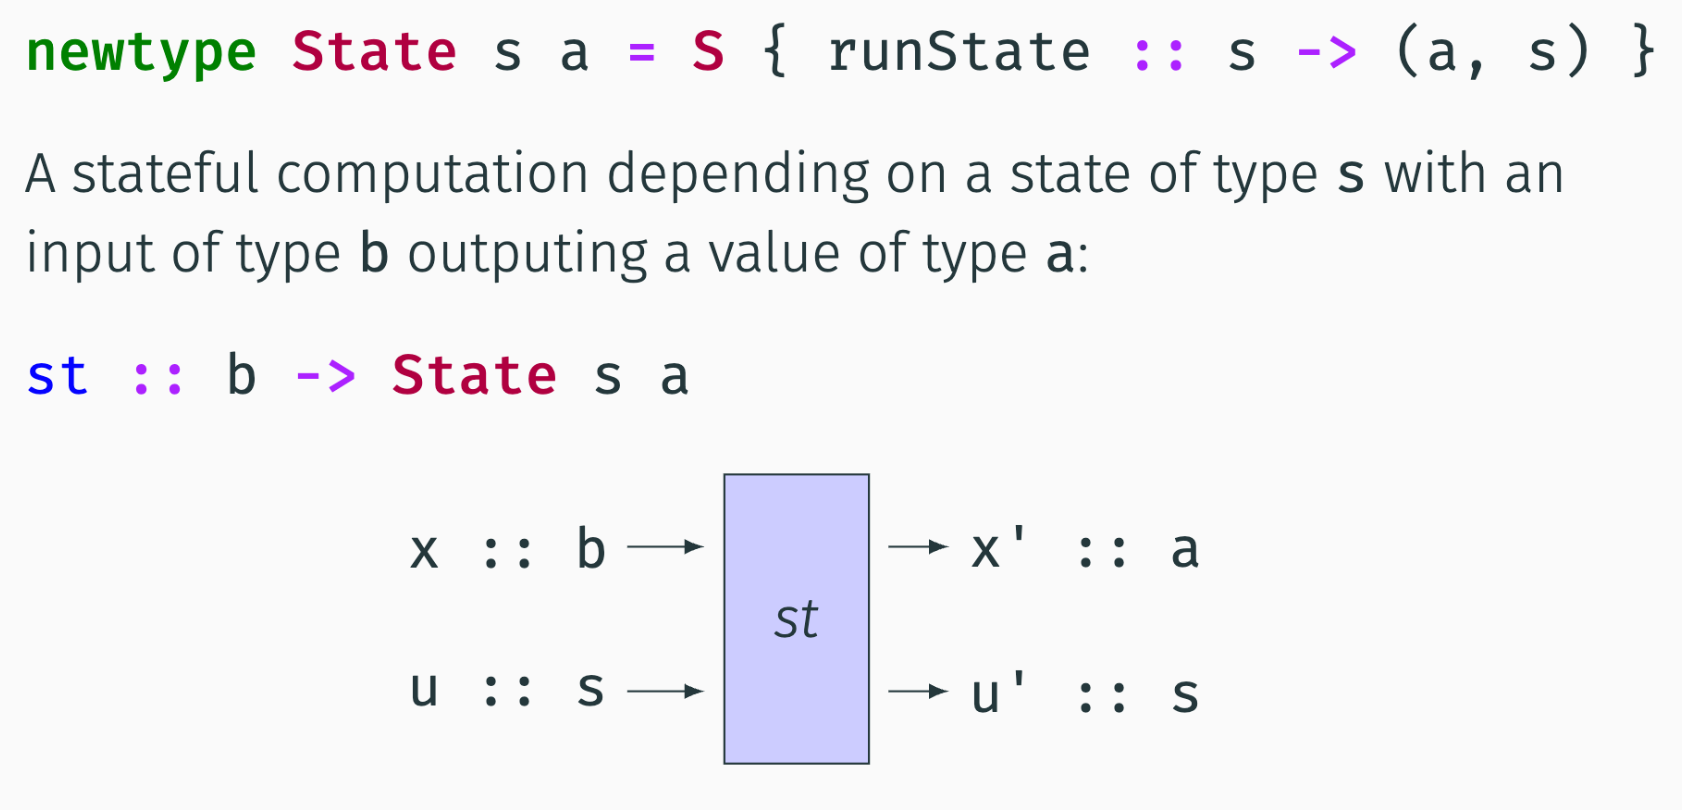 newtype State s a = S { runState :: s -> (a, s) }
A stateful computation depending on a state of type s with an
input of type b outputing a value of type a:
st :: b -> State s a
x :: b
st
x' :: a
u :: s
u' :: s